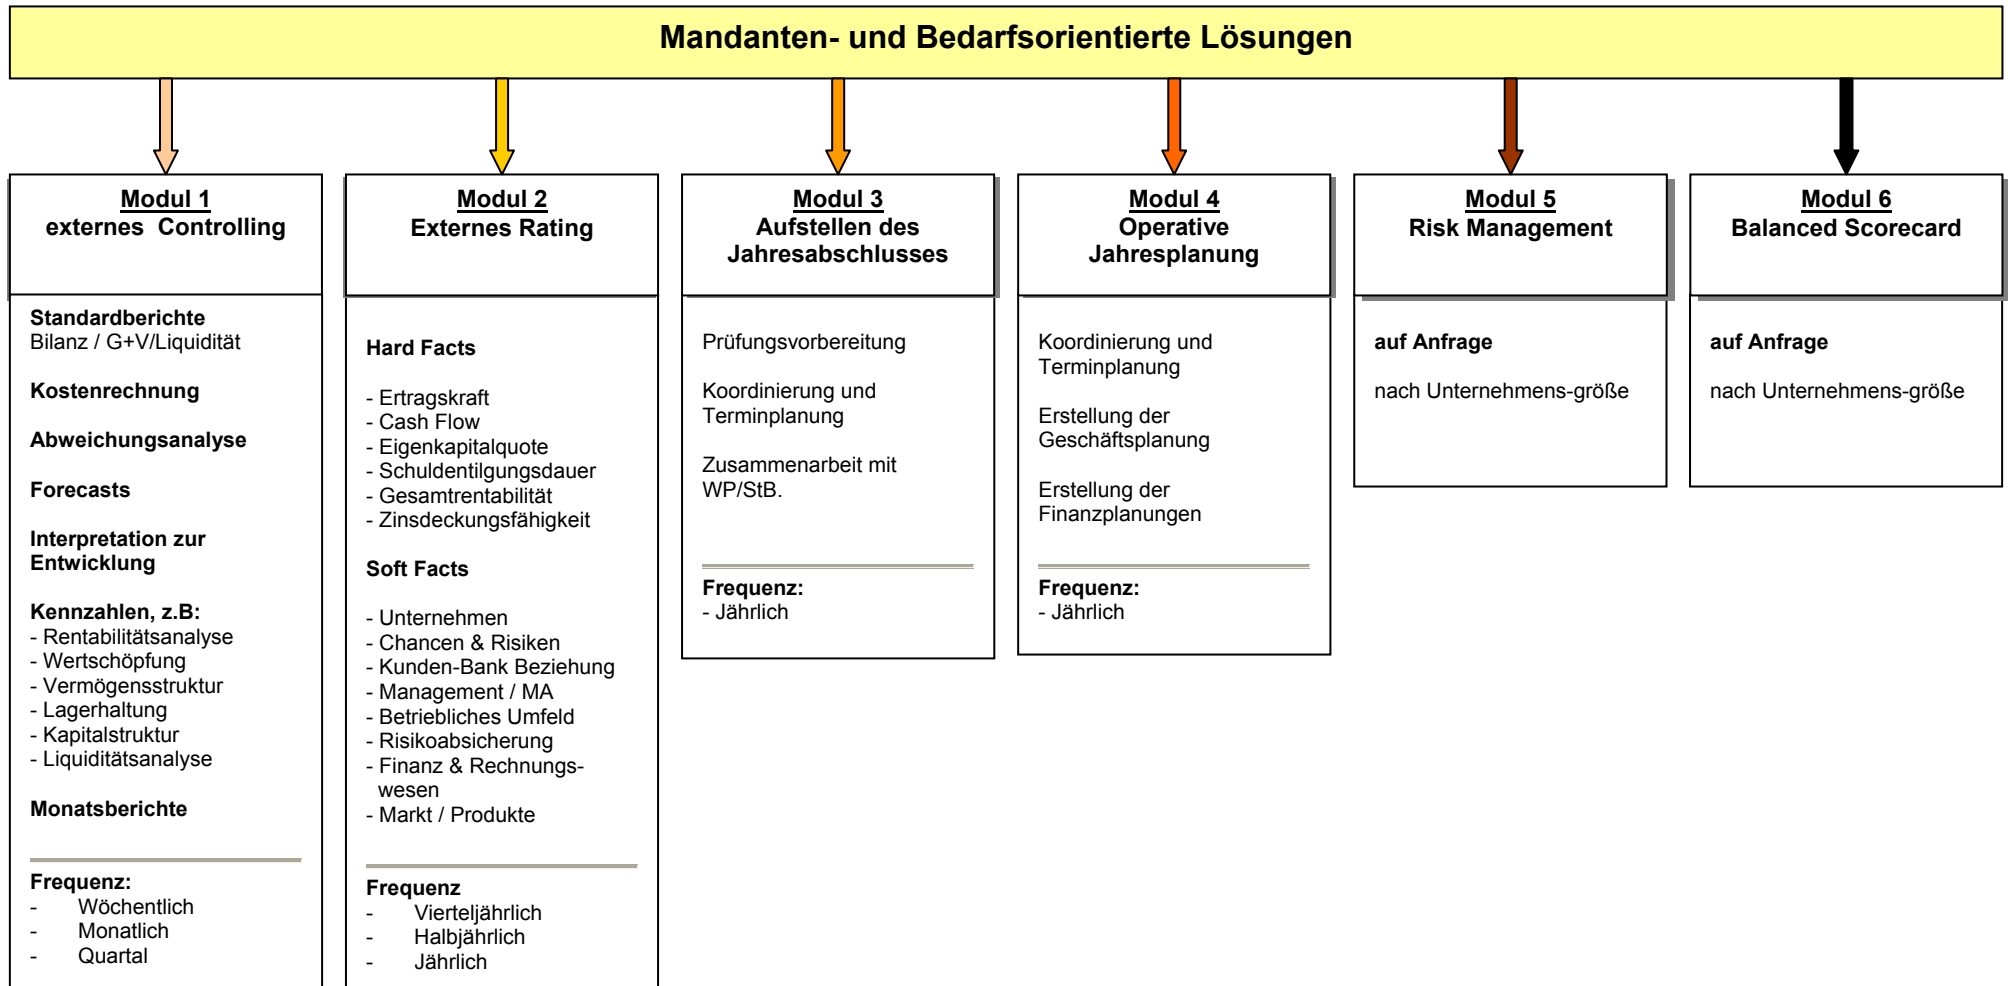 Mandanten- und Bedarfsorientierte Lösungen
Modul 1
externes  Controlling
Standardberichte
Bilanz / G+V/Liquidität
Kostenrechnung
Abweichungsanalyse
Forecasts
Interpretation zur
Entwicklung
Kennzahlen, z.B:
- Rentabilitätsanalyse
- Wertschöpfung
- Vermögensstruktur
- Lagerhaltung
- Kapitalstruktur
- Liquiditätsanalyse
Monatsberichte
Frequenz:
- Wöchentlich
- Monatlich
- Quartal
Modul 2
Externes Rating
Hard Facts
- Ertragskraft
- Cash Flow
- Eigenkapitalquote
- Schuldentilgungsdauer
- Gesamtrentabilität
- Zinsdeckungsfähigkeit
Soft Facts
- Unternehmen
- Chancen & Risiken
- Kunden-Bank Beziehung
- Management / MA
- Betriebliches Umfeld
- Risikoabsicherung
- Finanz & Rechnungs-
wesen
- Markt / Produkte
Frequenz
- Vierteljährlich
- Halbjährlich
- Jährlich
Modul 3
Aufstellen des
Jahresabschlusses
Prüfungsvorbereitung
Koordinierung und
Terminplanung
Zusammenarbeit mit
WP/StB.
Frequenz:
- Jährlich
Modul 4
Operative
Jahresplanung
Koordinierung und
Terminplanung
Erstellung der
Geschäftsplanung
Erstellung der
Finanzplanungen
Frequenz:
- Jährlich
Modul 5
Risk Management
auf Anfrage
nach Unternehmens-größe
Modul 6
Balanced Scorecard
auf Anfrage
nach Unternehmens-größe